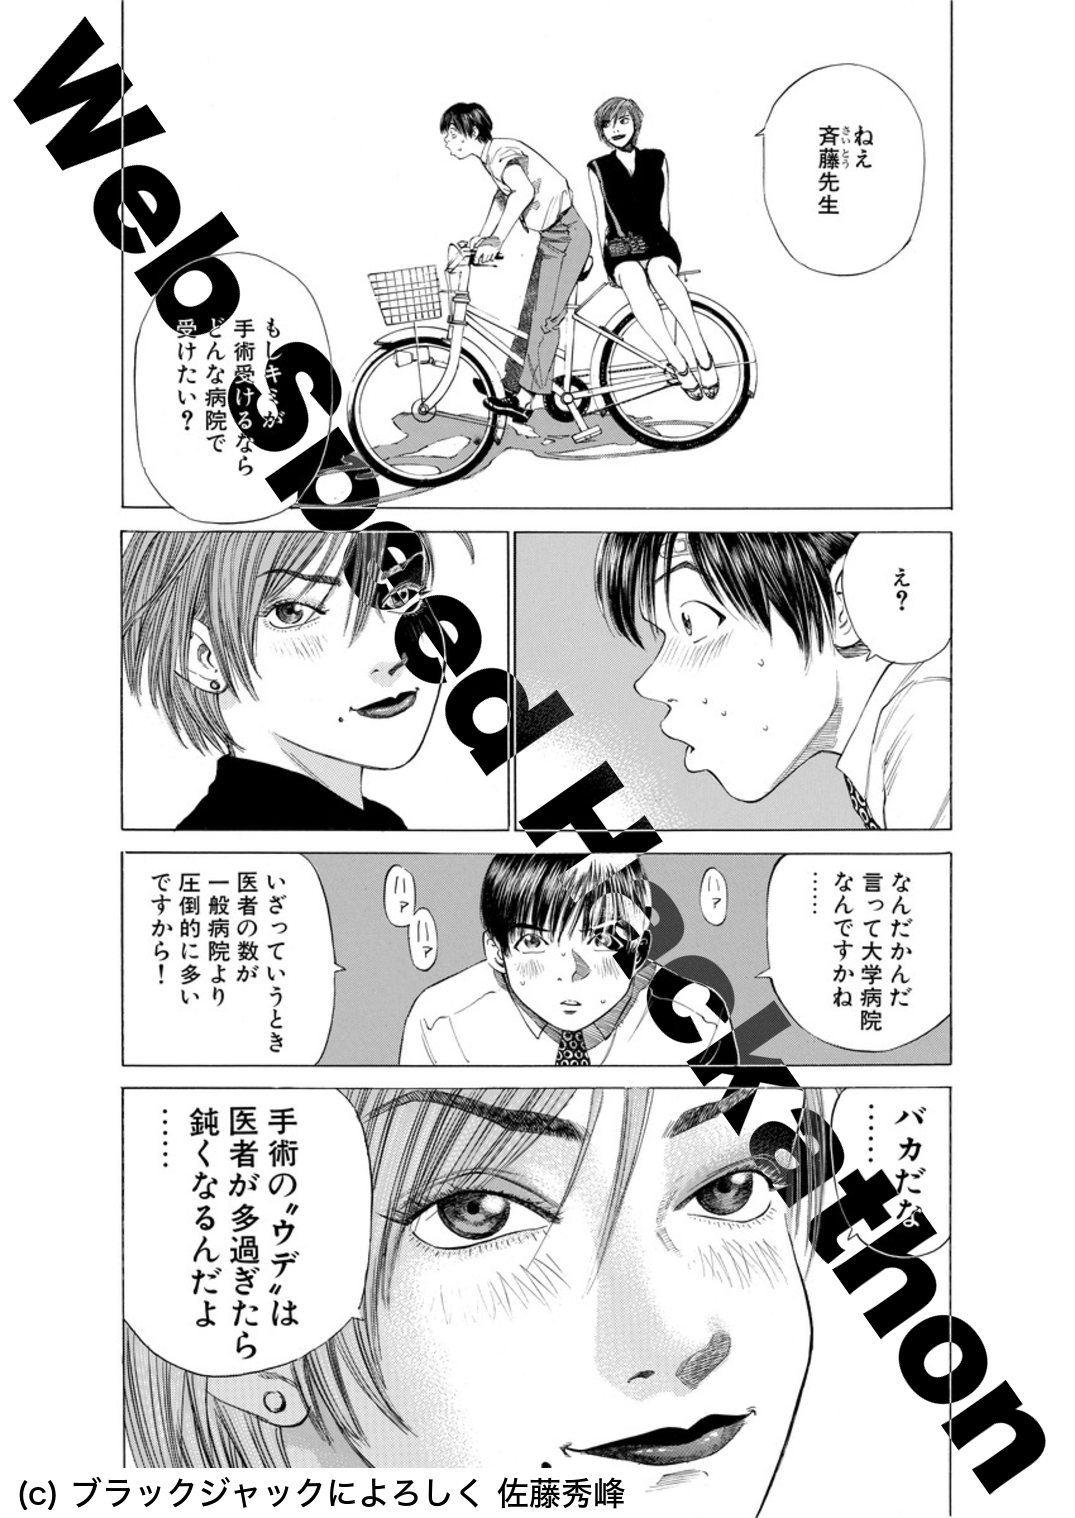 ねえ
斉藤先生
さいとう
もしキミが
手術受けるなら
どんな病院で
受けたい？
え？
なんだかんだ
言って大学病院
なんですかね
……
ハァ
ハァ
ハァ
いざっていうとき
医者の数が
一般病院より
圧倒的に多い
ですから！
バカだな
……
手術の〝ウデ〟は
医者が多過ぎたら
鈍くなるんだよ
……
Web Speed Hackathon
(c) ブラックジャックによろしく 佐藤秀峰